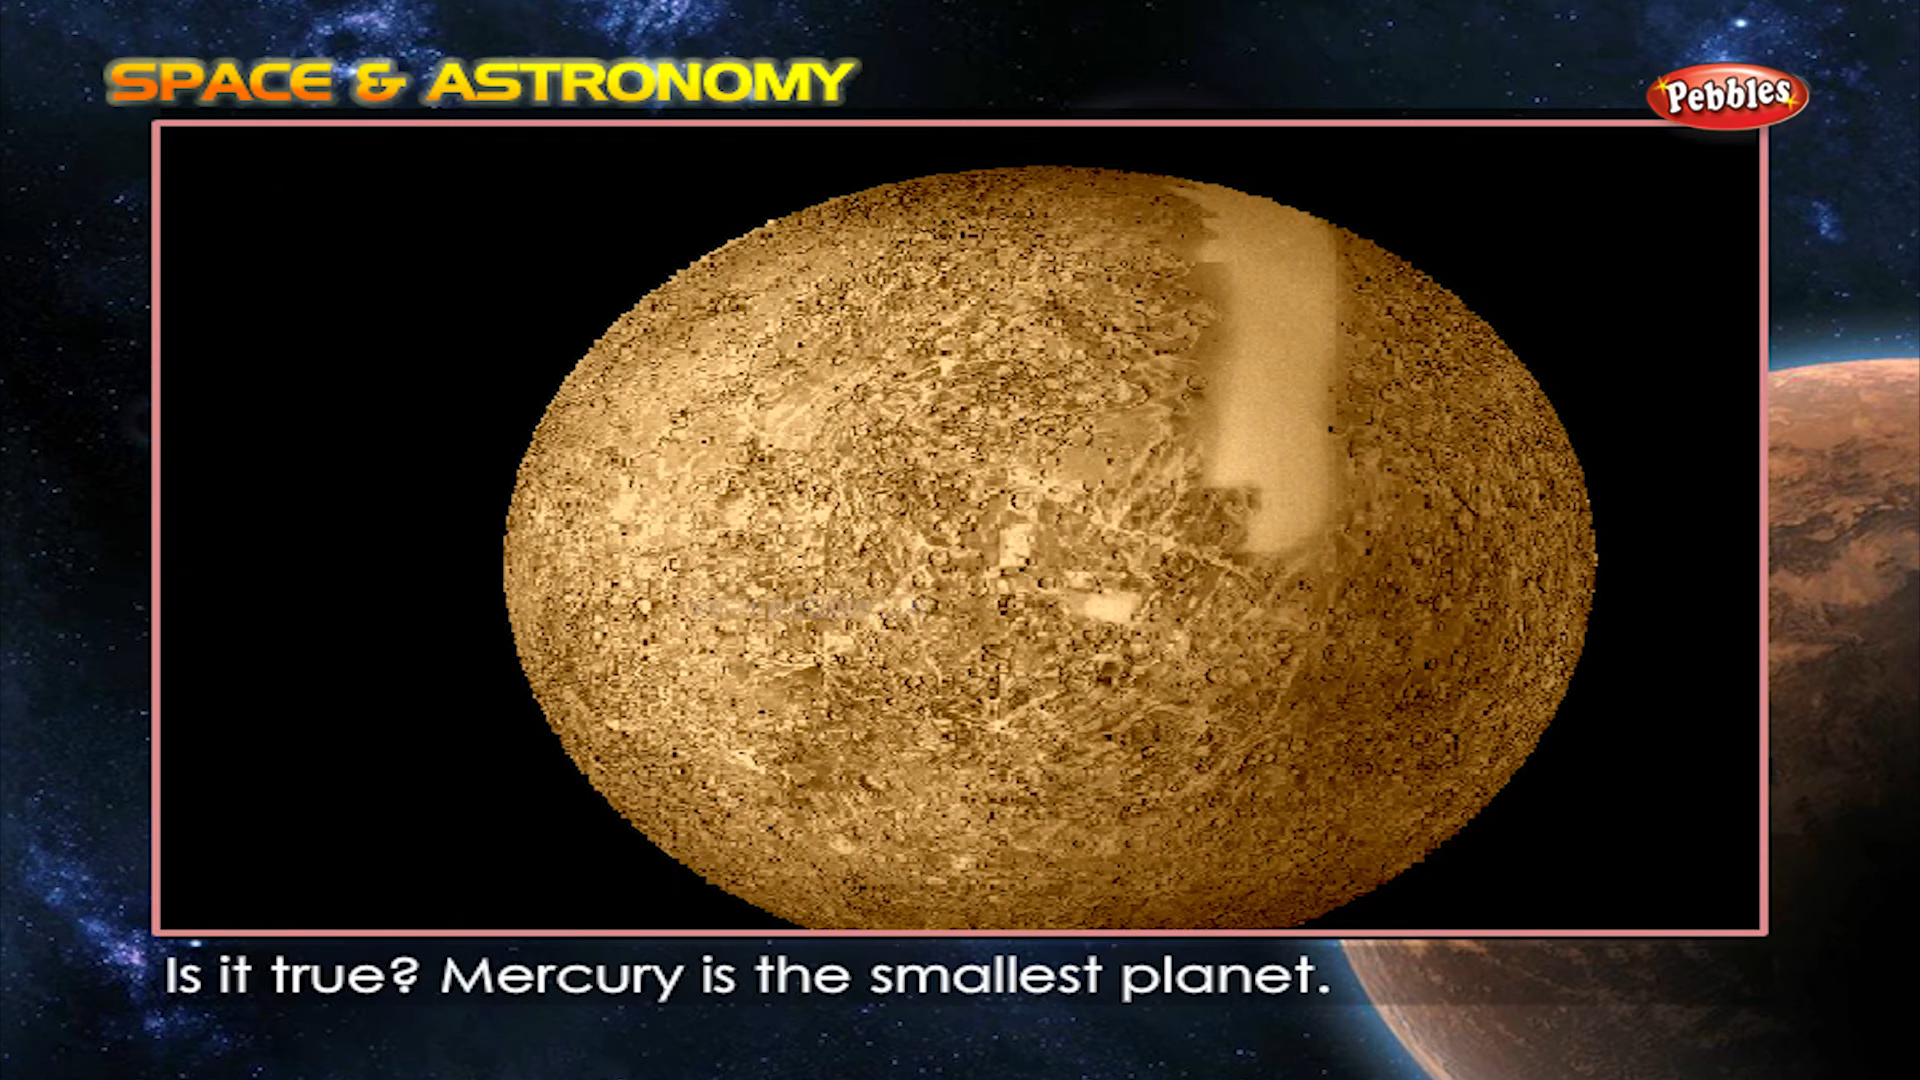 SPACE & ASTRONOMY
Pebbles
Is it true? Mercury is the smallest planet.